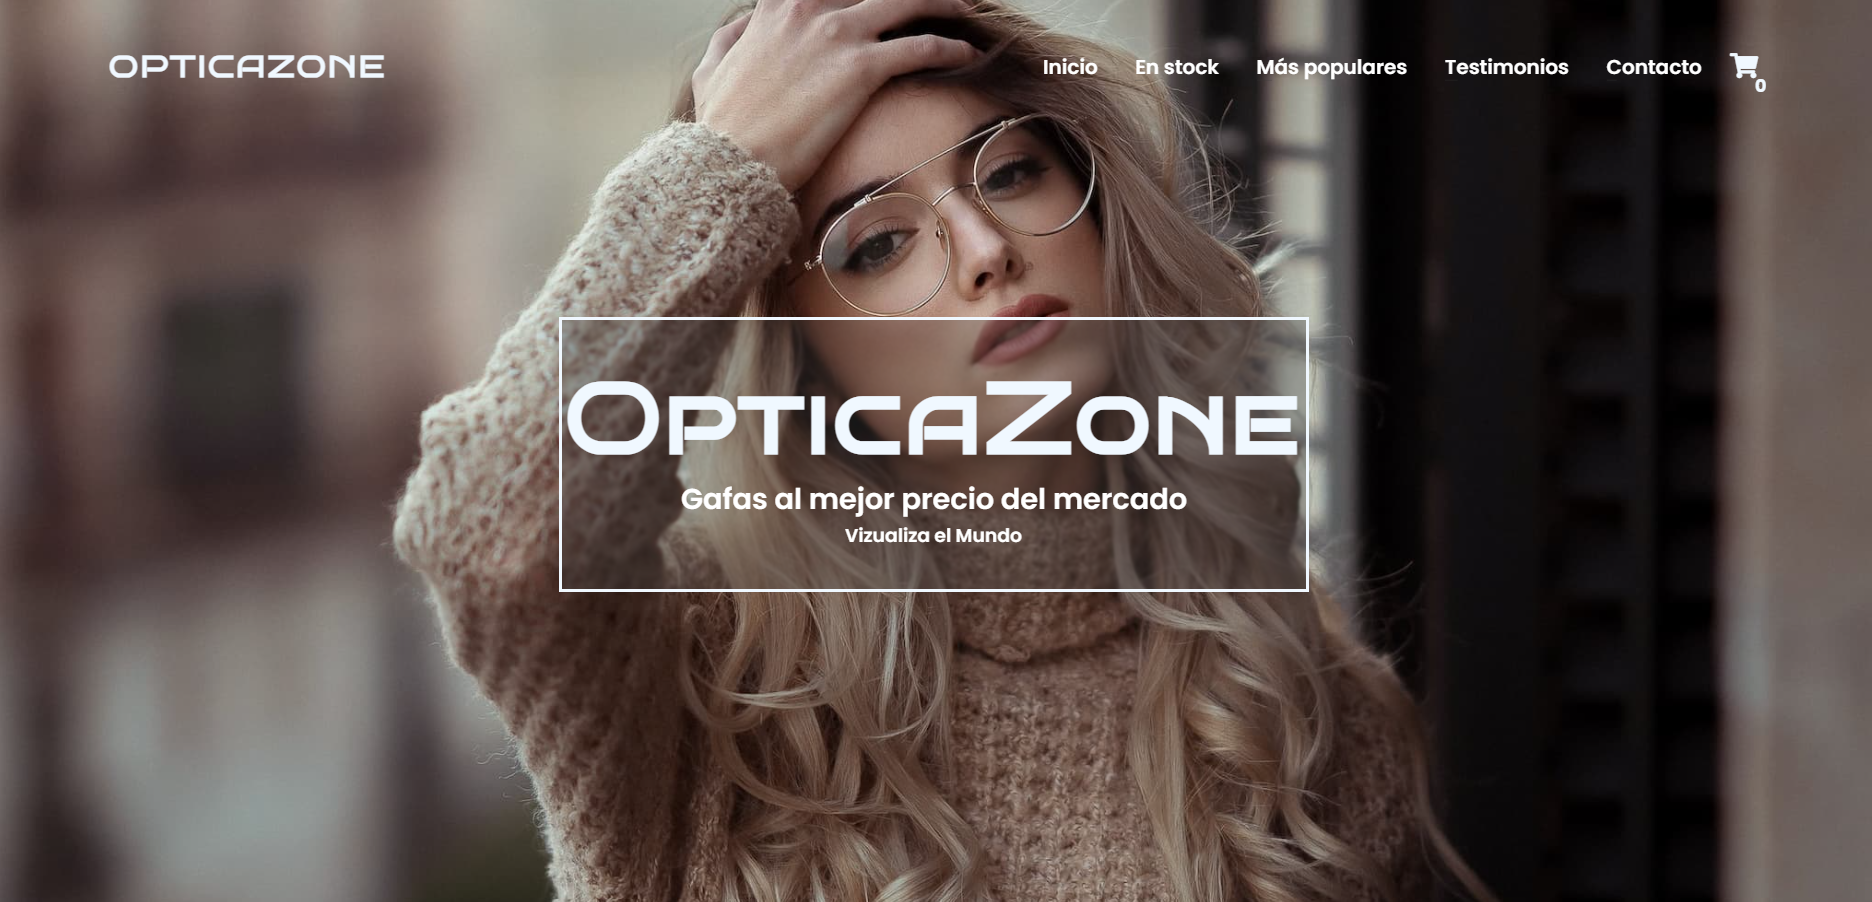 OPTICAZONE
Inicio En stock Más populares Testimonios Contacto
0
OPTICAZONE
Gafas al mejor precio del mercado
Vizualiza el Mundo